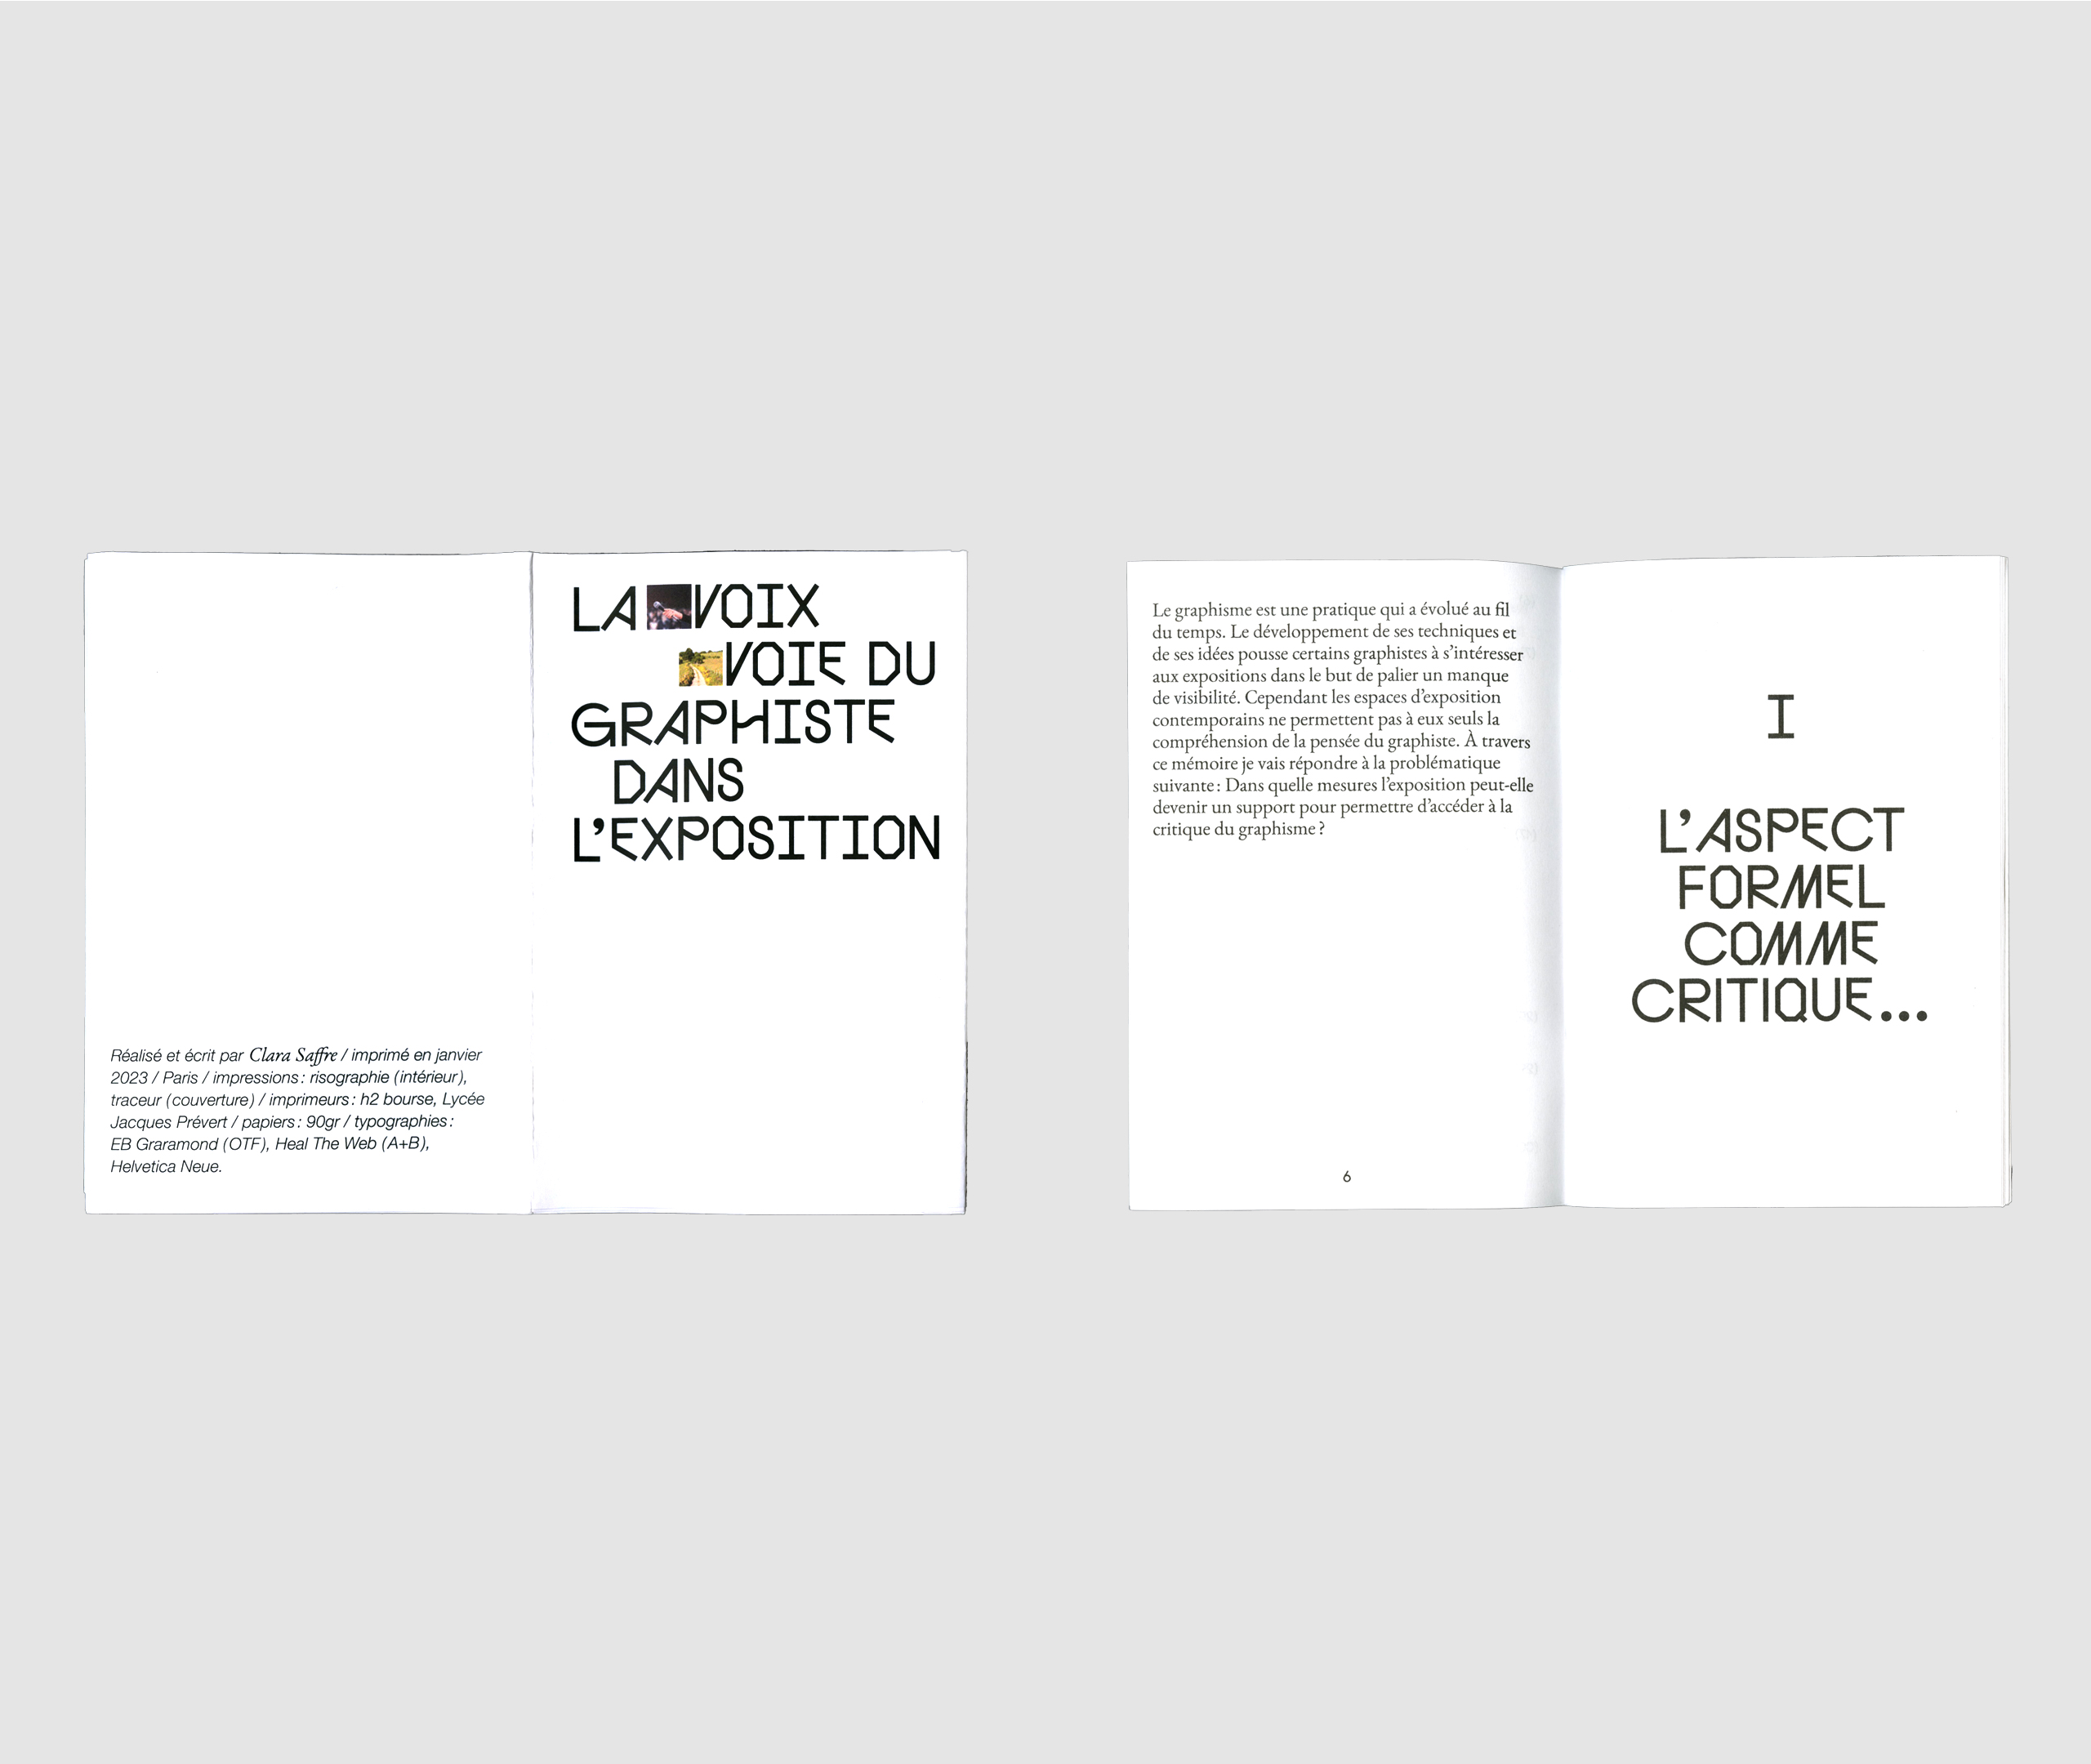 Réalisé et écrit par Clara Saffre / imprimé en janvier
2023 / Paris / impressions : risographie (intérieur),
traceur (couverture) / imprimeurs : h2 bourse, Lycée
Jacques Prévert / papiers : 90gr / typographies :
EB Graramond (OTF), Heal The Web (A+B),
Helvetica Neue.
LA VOIX
VOIE DU
GRAPHISTE
DANS
L’EXPOSITION
Le graphisme est une pratique qui a évolué au fil
du temps. Le développement de ses techniques et
de ses idées pousse certains graphistes à s’intéresser
aux expositions dans le but de palier un manque
de visibilité. Cependant les espaces d’exposition
contemporains ne permettent pas à eux seuls la
compréhension de la pensée du graphiste. À travers
ce mémoire je vais répondre à la problématique
suivante : Dans quelle mesures l’exposition peut-elle
devenir un support pour permettre d’accéder à la
critique du graphisme ?
6
I
L’ASPECT
FORMEL
COMME
CRITIQUE...